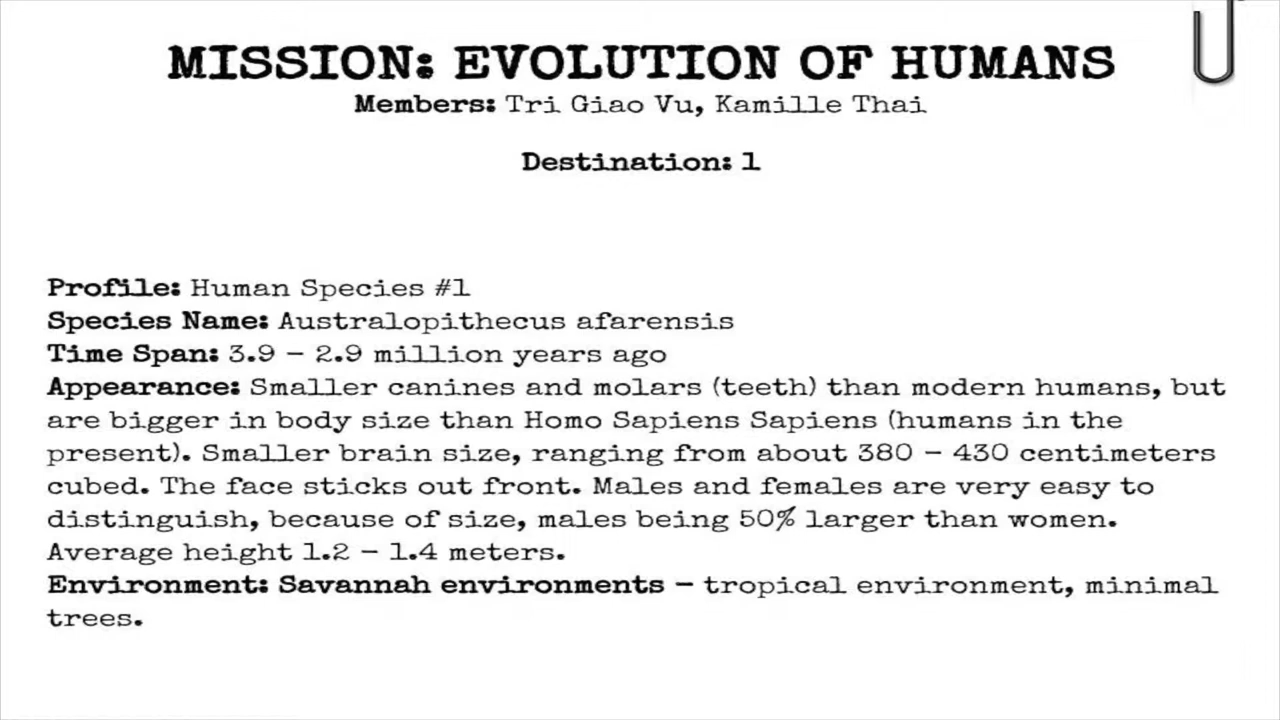 MISSION: EVOLUTION OF HUMANS
Members: Tri Giao Vu, Kamille Thai
Destination: 1
Profile: Human Species #1
Species Name: Australopithecus afarensis
Time Span: 3.9 – 2.9 million years ago
Appearance: Smaller canines and molars (teeth) than modern humans, but
are bigger in body size than Homo Sapiens Sapiens (humans in the
present). Smaller brain size, ranging from about 380 – 430 centimeters
cubed. The face sticks out front. Males and females are very easy to
distinguish, because of size, males being 50% larger than women.
Average height 1.2 – 1.4 meters.
Environment: Savannah environments – tropical environment, minimal
trees.